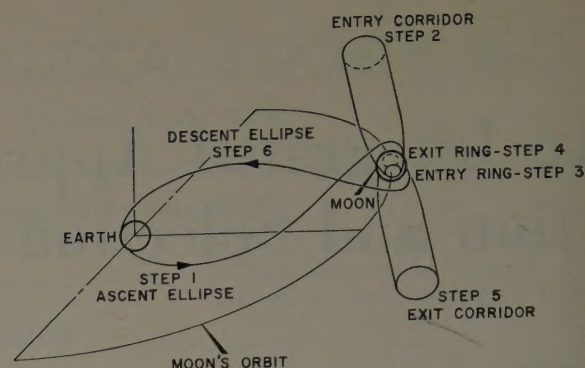 ENTRY CORRIDOR
STEP 2
DESCENT ELLIPSE
STEP 6
EXIT RING-STEP 4
ENTRY RING-STEP 3
MOON
EARTH
STEP 1
ASCENT ELLIPSE
STEP 5
EXIT CORRIDOR
MOON'S ORBIT